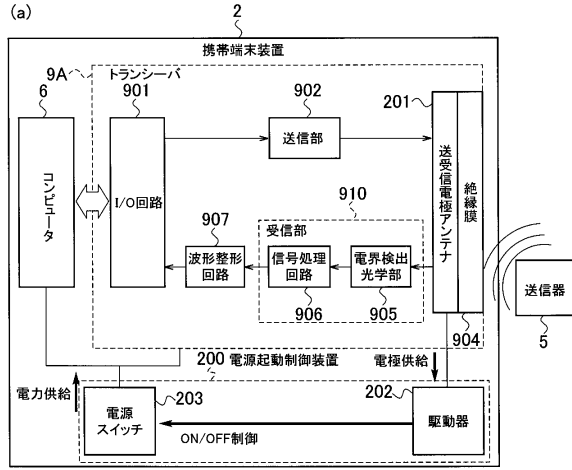 (a)
2
携帯端末装置
9A
トランシーバ
6
901
902
201
コンピュータ
I/O回路
送信部
送受信電極アンテナ
絶縁膜
910
受信部
907
波形整形
回路
信号処理
回路
電界検出
光学部
906
905
904
送信器
5
200 電源起動制御装置
電極供給
電力供給
203
202
電源
スイッチ
駆動器
ON/OFF制御